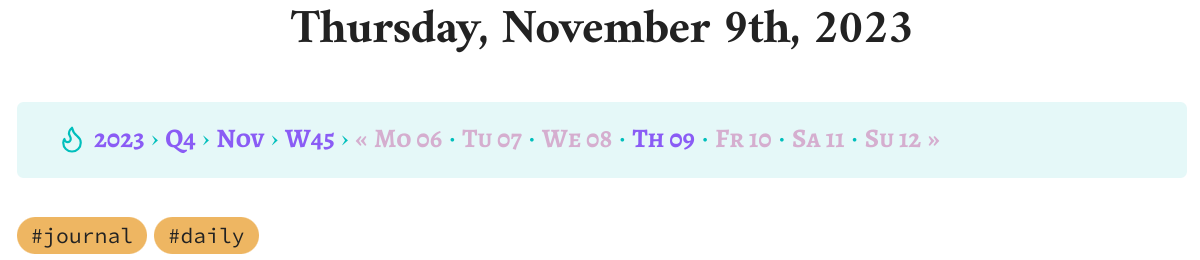 Thursday, November 9th, 2023
2023 › Q4 › Nov › W45 › « Mo 06 · Tu 07 · We 08 · Th 09 · Fr 10 · Sa 11 · Su 12 »
#journal #daily